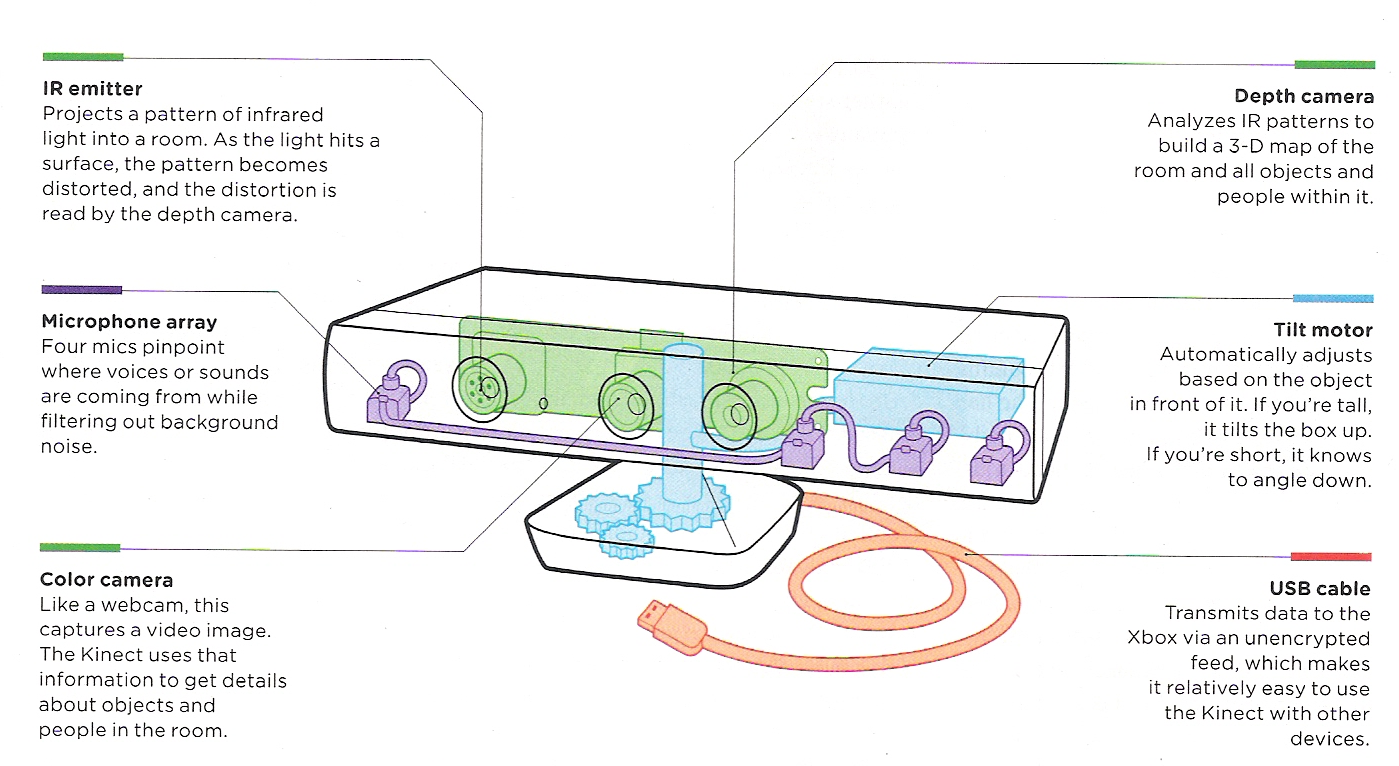 IR emitter
Projects a pattern of infrared
light into a room. As the light hits a
surface, the pattern becomes
distorted, and the distortion is
read by the depth camera.
Microphone array
Four mics pinpoint
where voices or sounds
are coming from while
filtering out background
noise.
Color camera
Like a webcam, this
captures a video image.
The Kinect uses that
information to get details
about objects and
people in the room.
Depth camera
Analyzes IR patterns to
build a 3-D map of the
room and all objects and
people within it.
Tilt motor
Automatically adjusts
based on the object
in front of it. If you're tall,
it tilts the box up.
If you're short, it knows
to angle down.
USB cable
Transmits data to the
Xbox via an unencrypted
feed, which makes
it relatively easy to use
the Kinect with other
devices.